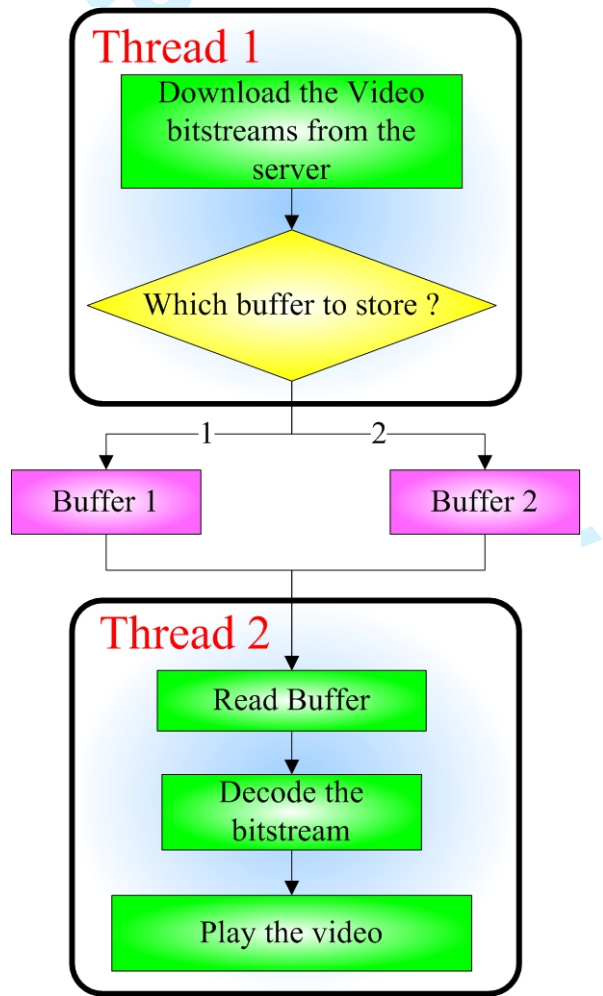 Thread 1
Download the Video
bitstreams from the
server
Which buffer to store ?
1
2
Buffer 1
Buffer 2
Thread 2
Read Buffer
Decode the
bitstream
Play the video